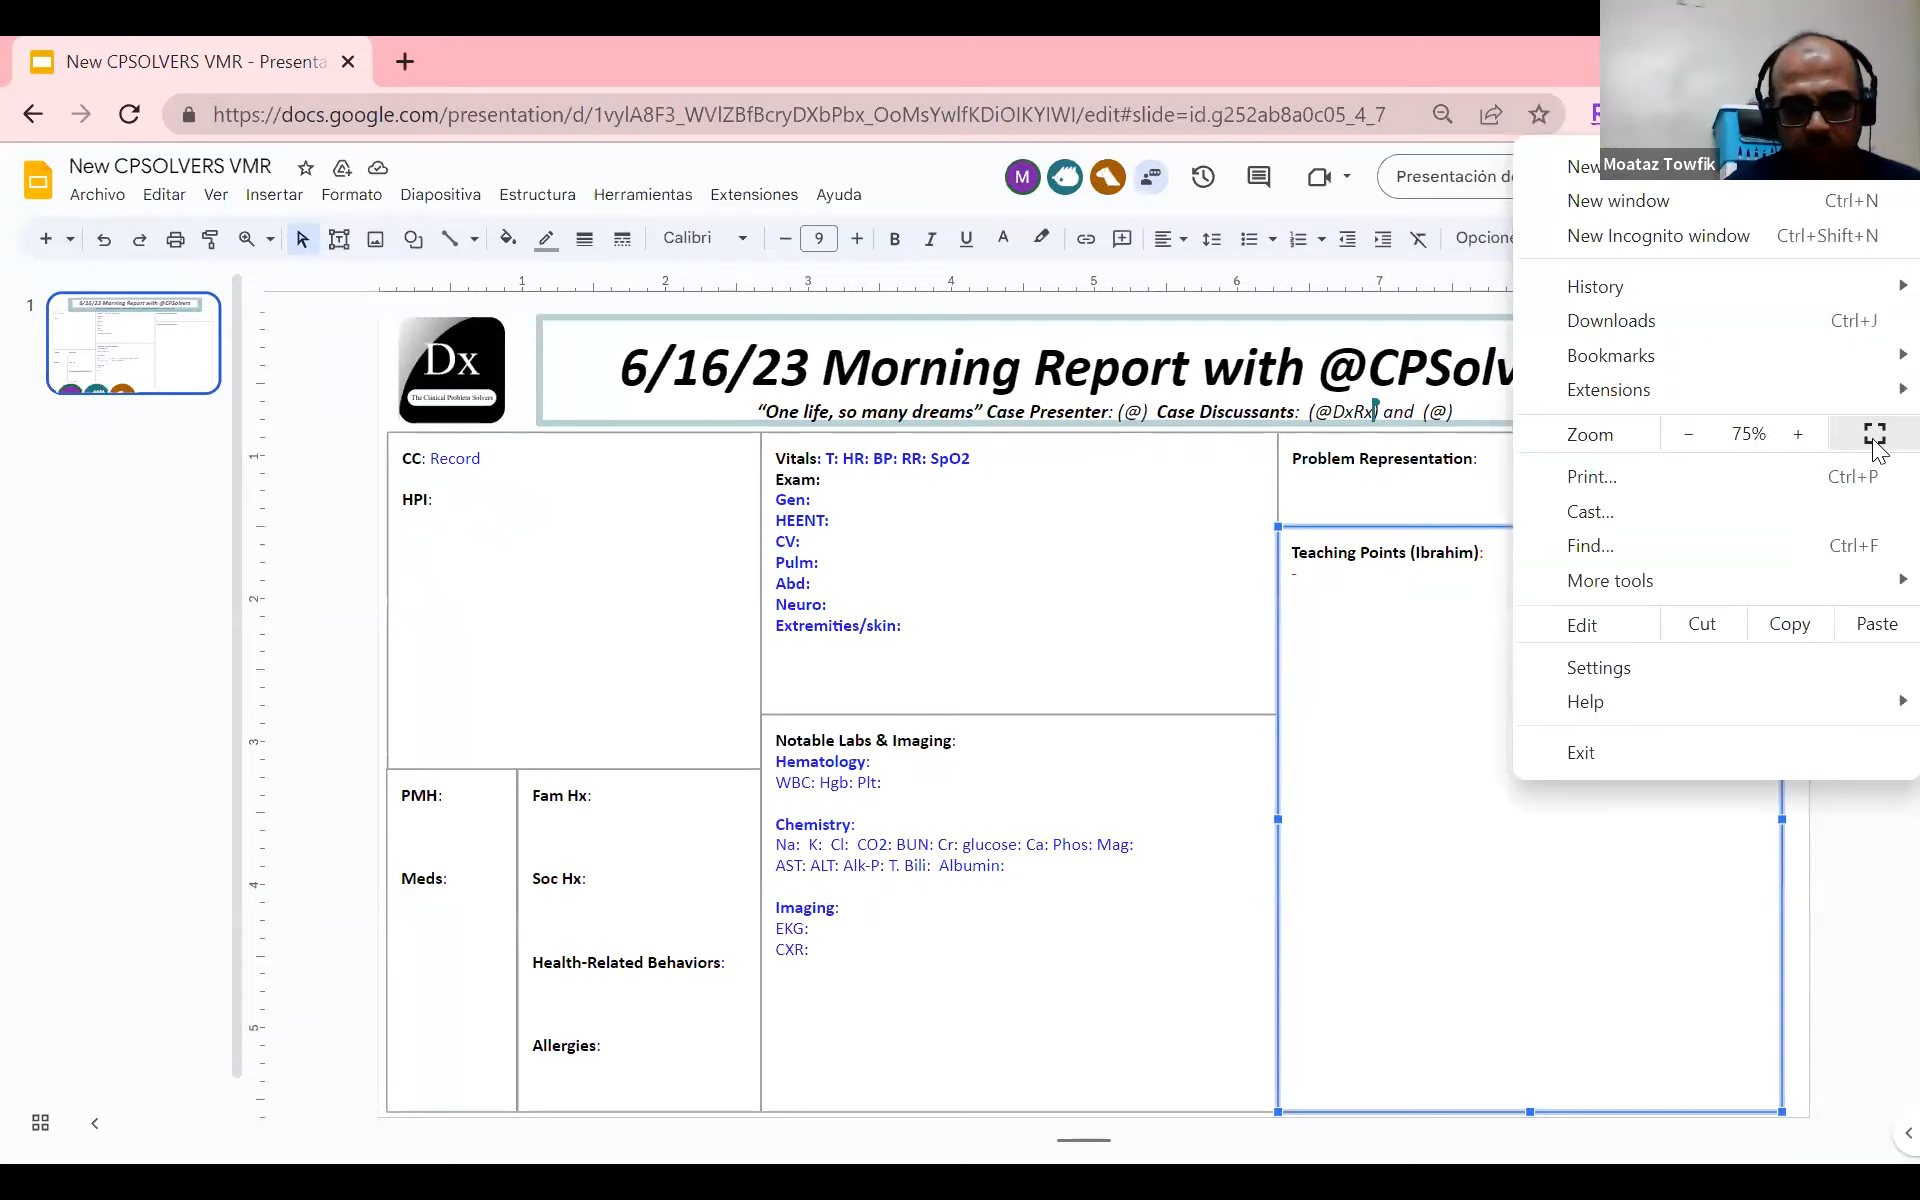 New CPSOLVERS VMR - Presenta
https://docs.google.com/presentation/d/1vylA8F3_WVlZBfBcryDXbPbx_OoMsYwlfKDiOIKYlWI/edit#slide=id.g252ab8a0c05_4_7
Moataz Towfik
New CPSOLVERS VMR
M
Presentación d
Archivo Editar Ver Insertar Formato Diapositiva Estructura Herramientas Extensiones Ayuda
Calibri 9 B I U A Opcione
New
New window Ctrl+N
New Incognito window Ctrl+Shift+N
History
Downloads Ctrl+J
Bookmarks
Extensions
Zoom − 75% +
Print... Ctrl+P
Cast...
Find... Ctrl+F
More tools
Edit Cut Copy Paste
Settings
Help
Exit
1 2 3 4 5 6 7
1
2
3
4
5
1
6/16/23 Morning Report with @CPSolvers
Dx
The Clinical Problem Solvers
6/16/23 Morning Report with @CPSolv
“One life, so many dreams” Case Presenter: (@) Case Discussants: (@DxRx) and (@)
CC: Record
HPI:
PMH:
Meds:
Fam Hx:
Soc Hx:
Health-Related Behaviors:
Allergies:
Vitals: T: HR: BP: RR: SpO2
Exam:
Gen:
HEENT:
CV:
Pulm:
Abd:
Neuro:
Extremities/skin:
Notable Labs & Imaging:
Hematology:
WBC: Hgb: Plt:
Chemistry:
Na: K: Cl: CO2: BUN: Cr: glucose: Ca: Phos: Mag:
AST: ALT: Alk-P: T. Bili: Albumin:
Imaging:
EKG:
CXR:
Problem Representation:
Teaching Points (Ibrahim):
-